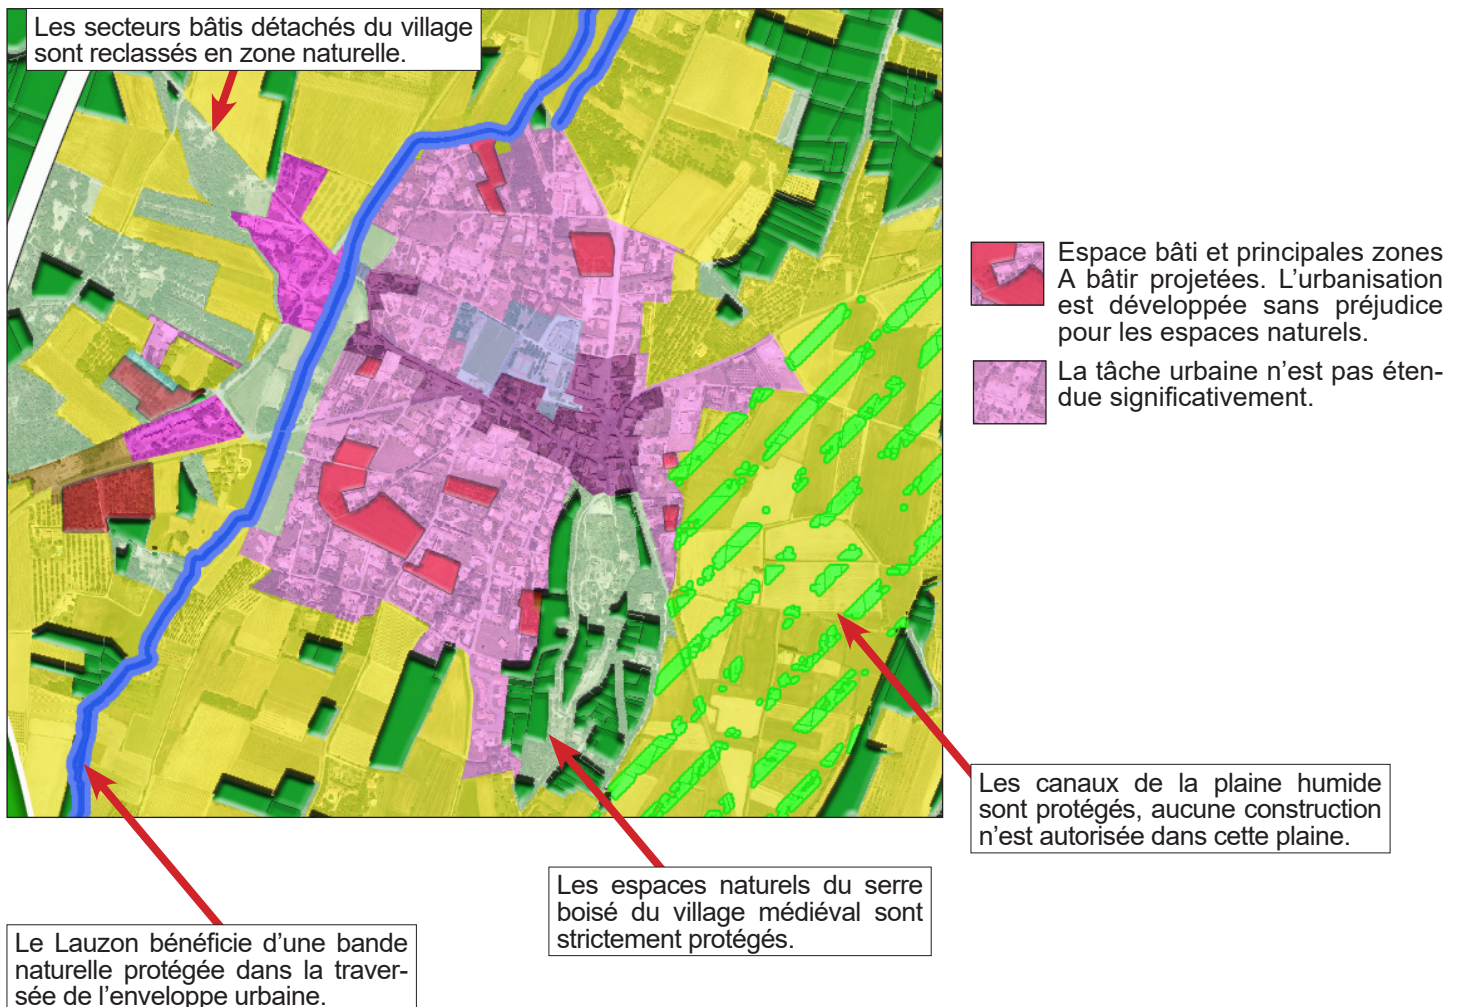 Les secteurs bâtis détachés du village
sont reclassés en zone naturelle.
Espace bâti et principales zones
A bâtir projetées. L’urbanisation
est développée sans préjudice
pour les espaces naturels.
La tâche urbaine n’est pas éten-
due significativement.
Les canaux de la plaine humide
sont protégés, aucune construction
n’est autorisée dans cette plaine.
Les espaces naturels du serre
boisé du village médiéval sont
strictement protégés.
Le Lauzon bénéficie d’une bande
naturelle protégée dans la traver-
sée de l’enveloppe urbaine.